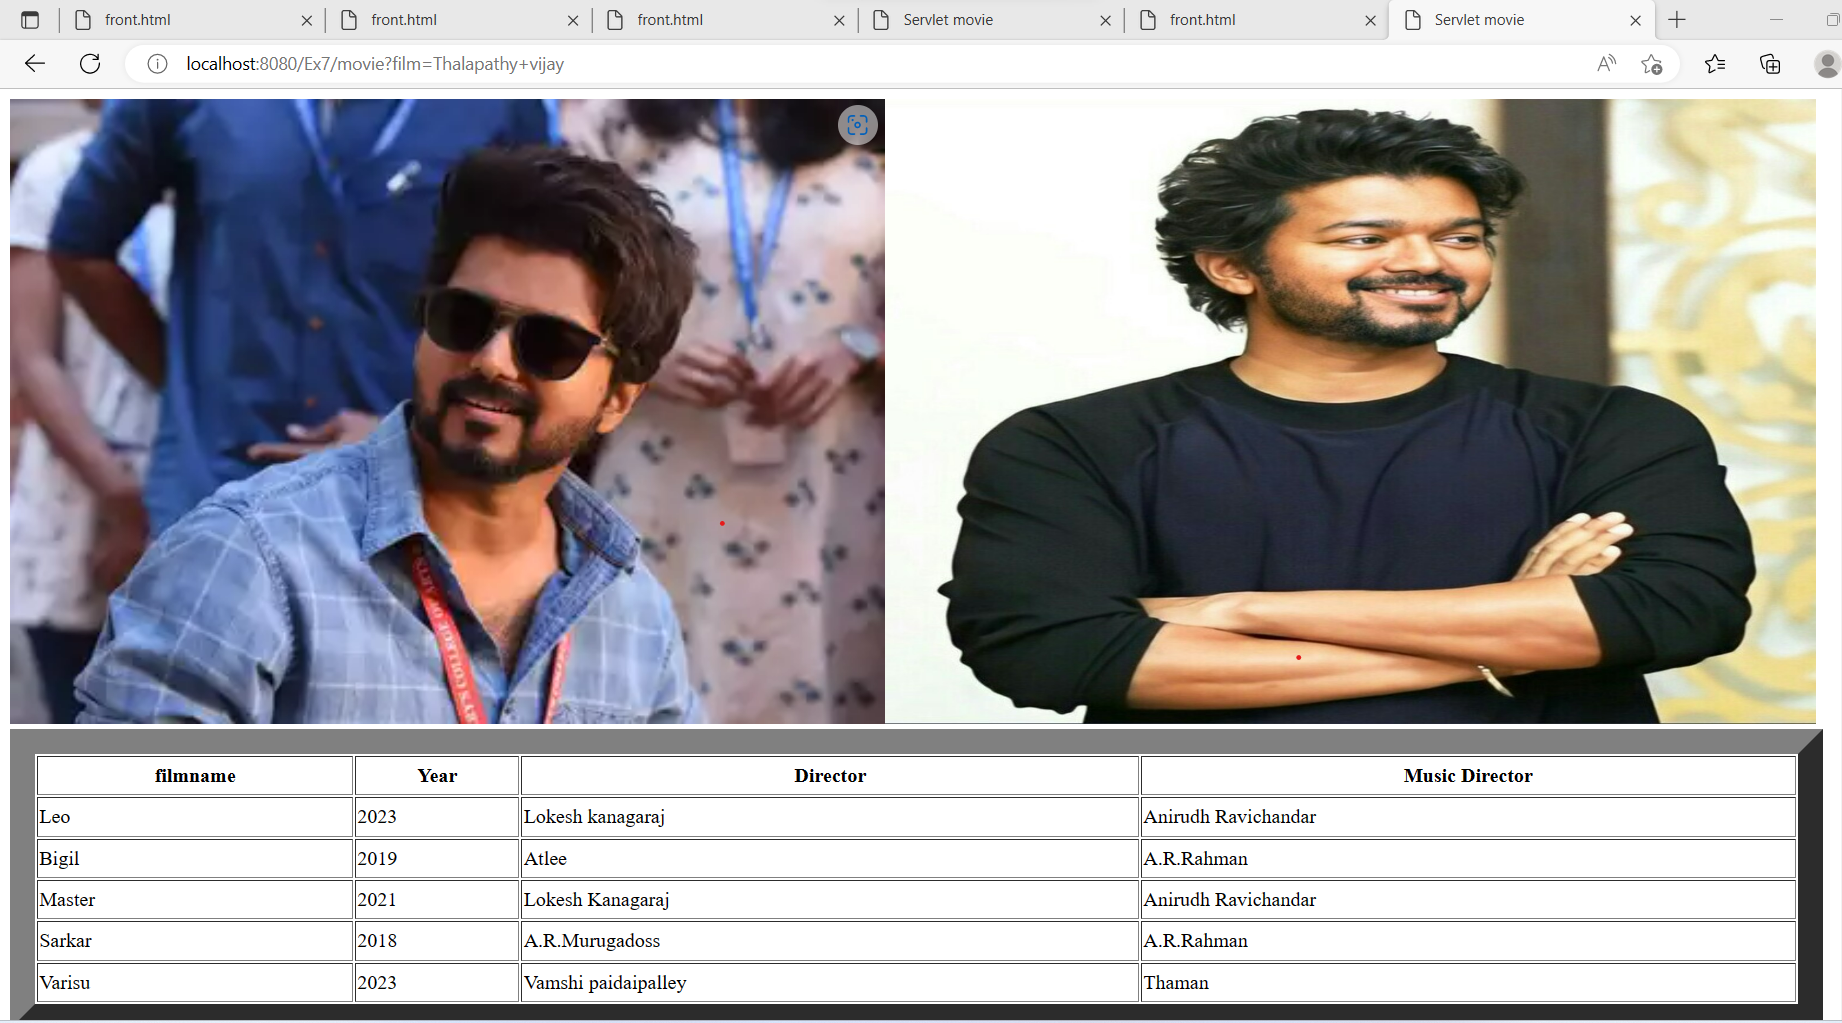 front.html front.html front.html Servlet movie front.html Servlet movie
localhost:8080/Ex7/movie?film=Thalapathy+vijay
filmname Year Director Music Director
Leo 2023 Lokesh kanagaraj Anirudh Ravichandar
Bigil 2019 Atlee A.R.Rahman
Master 2021 Lokesh Kanagaraj Anirudh Ravichandar
Sarkar 2018 A.R.Murugadoss A.R.Rahman
Varisu 2023 Vamshi paidaipalley Thaman